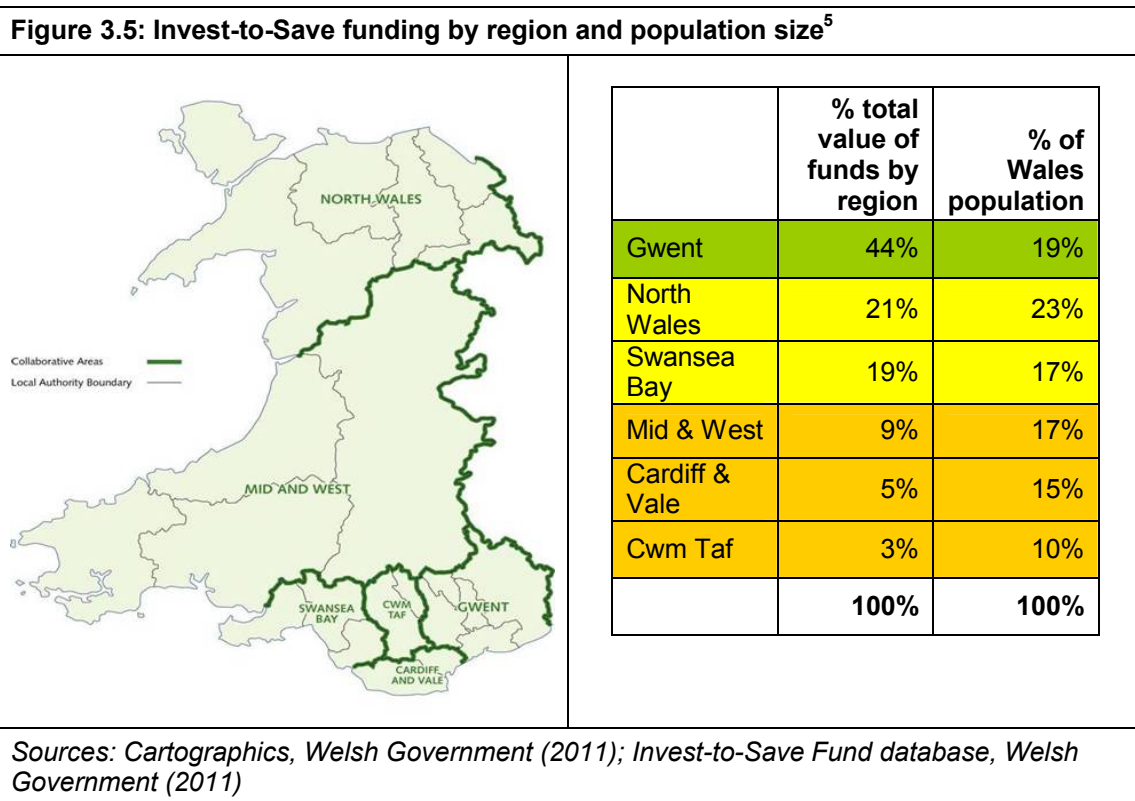 Figure 3.5: Invest-to-Save funding by region and population size5
NORTH WALES
Collaborative Areas
Local Authority Boundary
MID AND WEST
SWANSEA
BAY
CWM
TAF
GWENT
CARDIFF
AND VALE
% total
value of
funds by
region
% of
Wales
population
Gwent 44% 19%
North
Wales 21% 23%
Swansea
Bay 19% 17%
Mid & West 9% 17%
Cardiff &
Vale 5% 15%
Cwm Taf 3% 10%
100% 100%
Sources: Cartographics, Welsh Government (2011); Invest-to-Save Fund database, Welsh
Government (2011)